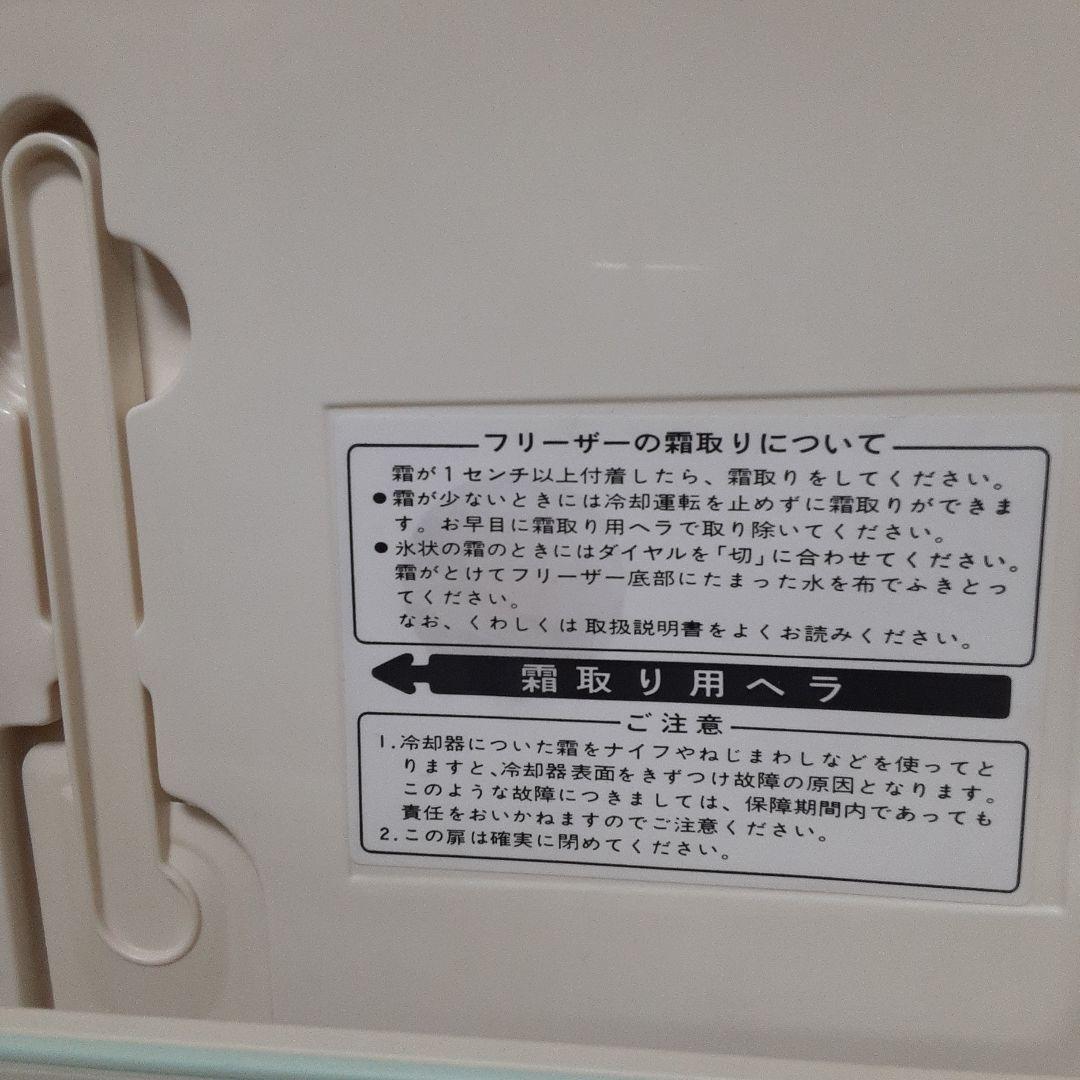 フリーザーの霜取りについて
霜が1センチ以上付着したら、霜取りをしてください。
●霜が少ないときには冷却運転を止めずに霜取りができま
す。お早目に霜取り用ヘラで取り除いてください。
●氷状の霜のときにはダイヤルを「切」に合わせてください。
霜がとけてフリーザー底部にたまった水を布でふきとっ
てください。
なお、くわしくは取扱説明書をよくお読みください。
霜取り用ヘラ
ご注意
1.冷却器についた霜をナイフやねじまわしなどを使ってと
りますと、冷却器表面をきずつけ故障の原因となります。
このような故障につきましては、保障期間内であっても
責任をおいかねますのでご注意ください。
2.この扉は確実に閉めてください。